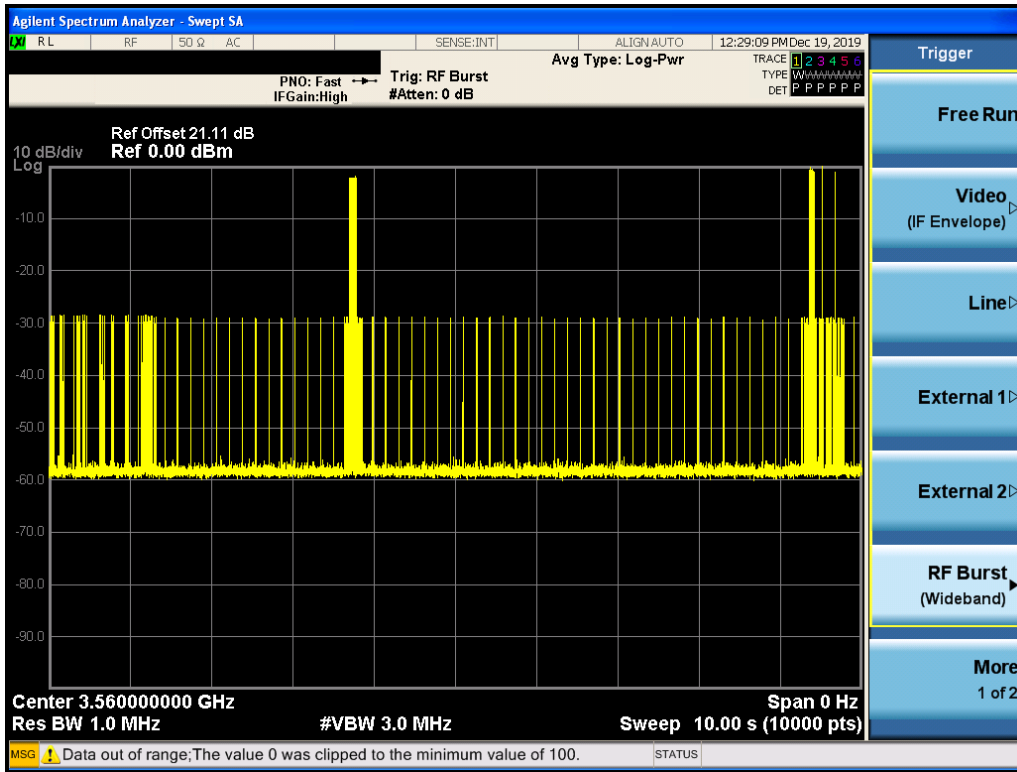 Agilent Spectrum Analyzer - Swept SA
LXI RL RF 50 Ω AC SENSE:INT ALIGN AUTO 12:29:09 PM Dec 19, 2019
Avg Type: Log-Pwr
TRACE 1 2 3 4 5 6
TYPE WWWWWW
DET P P P P P P
PNO: Fast
IFGain:High
Trig: RF Burst
#Atten: 0 dB
Ref Offset 21.11 dB
10 dB/div Ref 0.00 dBm
Log
-10.0
-20.0
-30.0
-40.0
-50.0
-60.0
-70.0
-80.0
-90.0
Center 3.560000000 GHz Span 0 Hz
Res BW 1.0 MHz #VBW 3.0 MHz Sweep 10.00 s (10000 pts)
MSG Data out of range;The value 0 was clipped to the minimum value of 100. STATUS
Trigger
Free Run
Video
(IF Envelope)
Line
External 1
External 2
RF Burst
(Wideband)
More
1 of 2